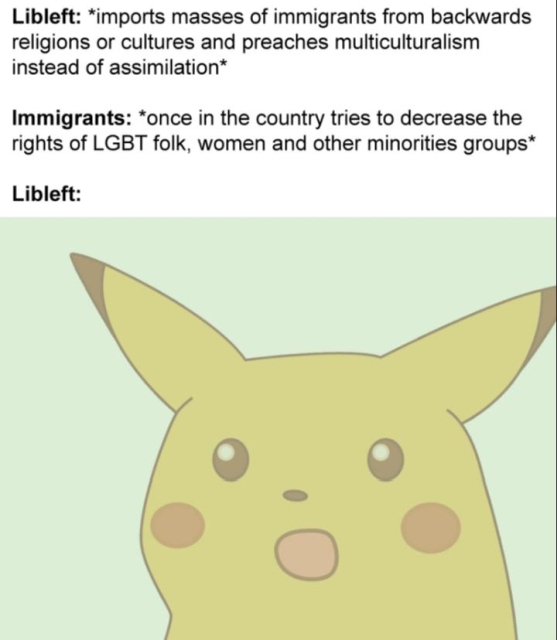 Libleft: *imports masses of immigrants from backwards
religions or cultures and preaches multiculturalism
instead of assimilation*
Immigrants: *once in the country tries to decrease the
rights of LGBT folk, women and other minorities groups*
Libleft: